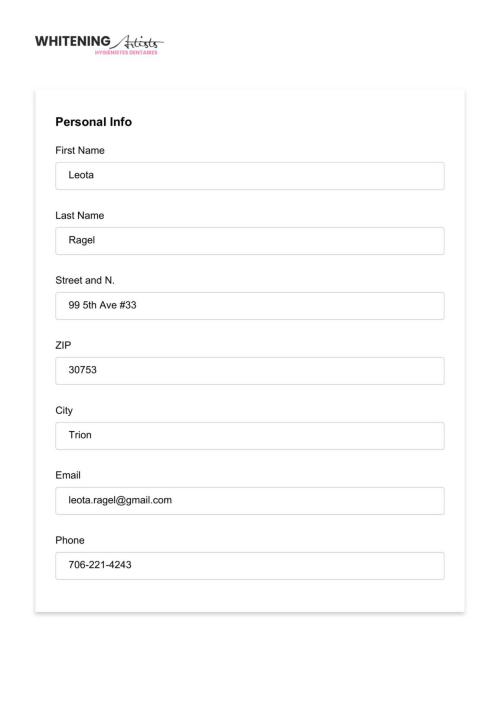 WHITENING Artists
HYGIÉNISTES DENTAIRES
Personal Info
First Name
Leota
Last Name
Ragel
Street and N.
99 5th Ave #33
ZIP
30753
City
Trion
Email
leota.ragel@gmail.com
Phone
706-221-4243